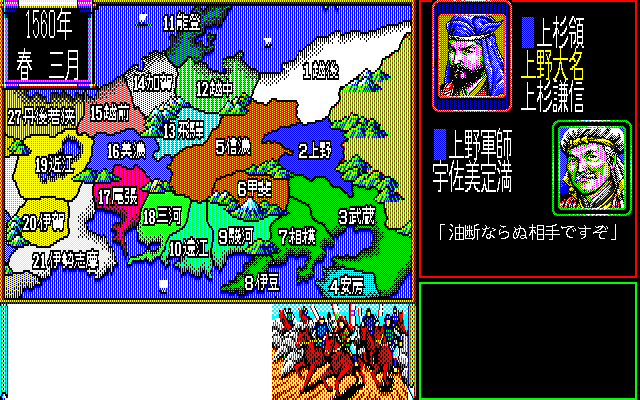 1560年
春 三月
11能登
1越後
14加賀
12越中
27丹後若狭
15越前
13飛騨
5信濃
2上野
16美濃
19近江
17尾張
6甲斐
3武蔵
20伊賀
18三河
9駿河
7相模
10遠江
21伊勢志摩
8伊豆
4安房
上杉領
上野大名
上杉謙信
上野軍師
宇佐美定満
「油断ならぬ相手ですぞ」